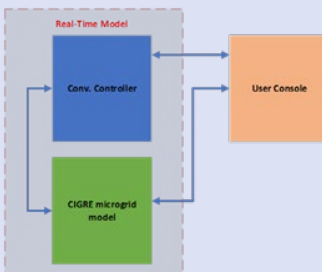 Real-Time Model
Conv. Controller
User Console
CIGRE microgrid
model